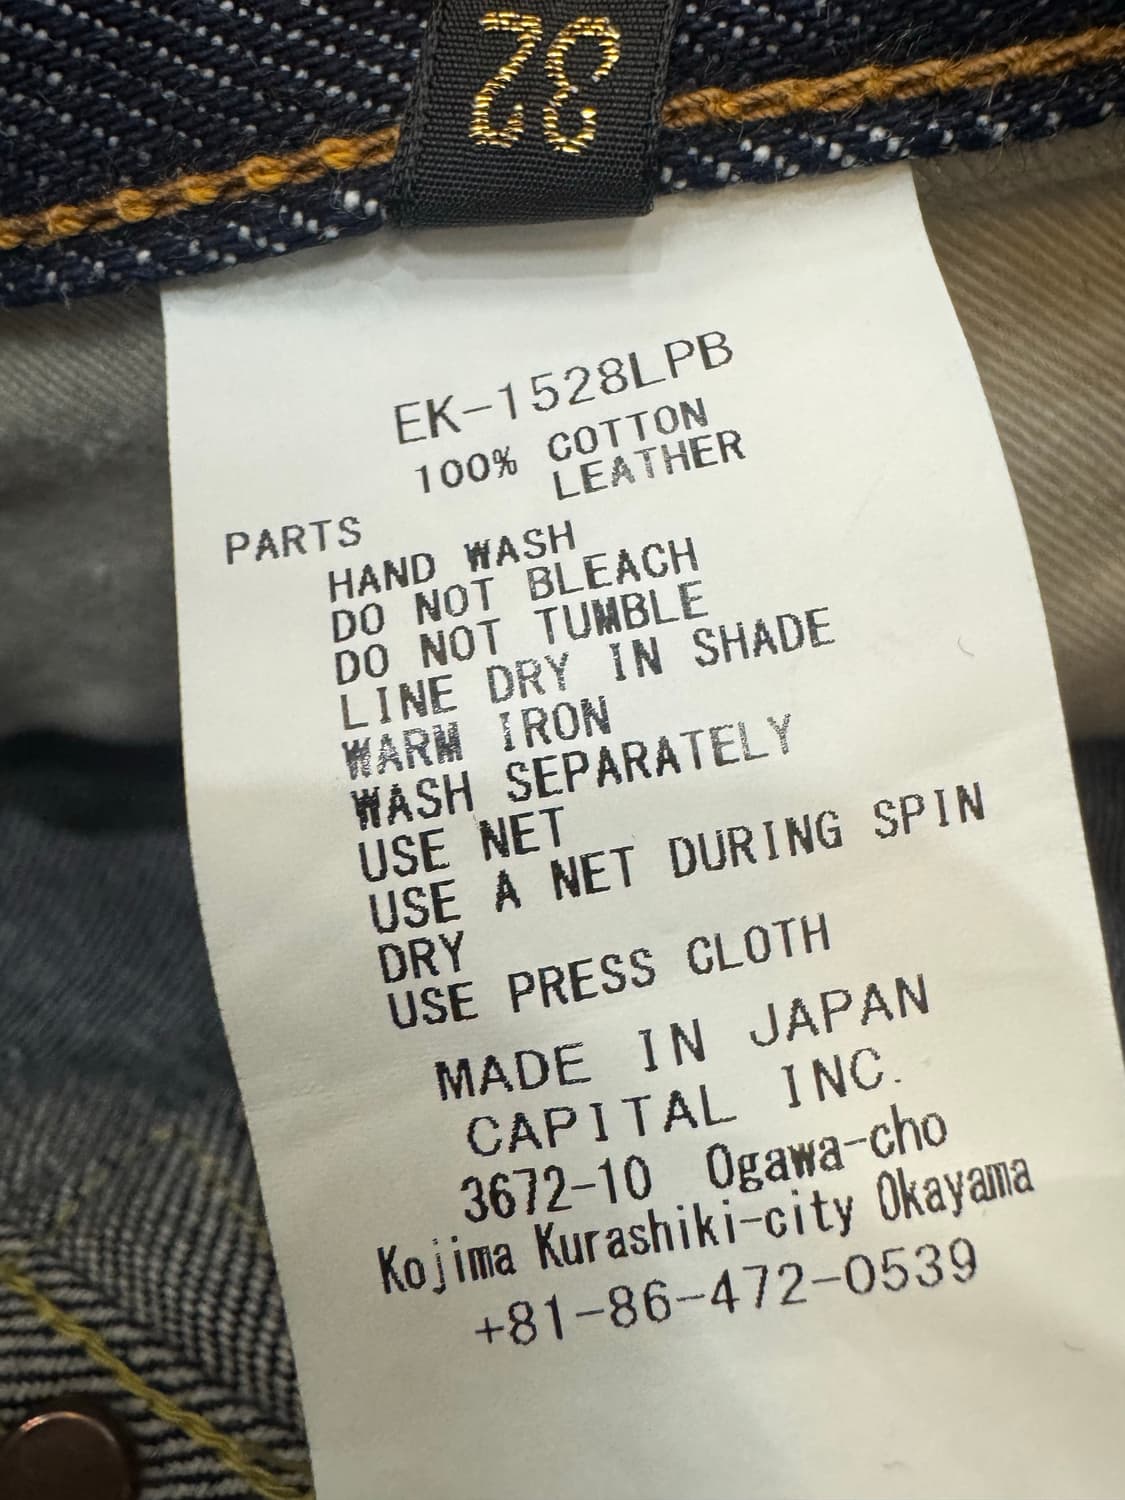 32
EK-1528LPB
100% COTTON
LEATHER
PARTS
HAND WASH
DO NOT BLEACH
DO NOT TUMBLE
LINE DRY IN SHADE
WARM IRON
WASH SEPARATELY
USE NET
USE A NET DURING SPIN
DRY
USE PRESS CLOTH
MADE IN JAPAN
CAPITAL INC.
3672-10 Ogawa-cho
Kojima Kurashiki-city Okayama
+81-86-472-0539